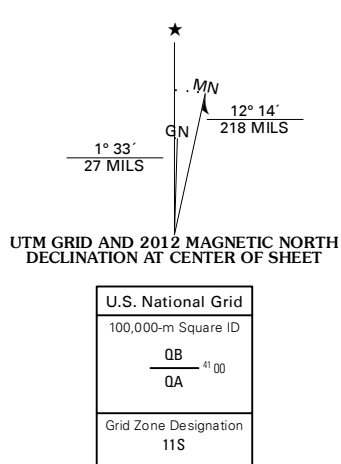 ★
MN
GN
12° 14´
218 MILS
1° 33´
27 MILS
UTM GRID AND 2012 MAGNETIC NORTH
DECLINATION AT CENTER OF SHEET
U.S. National Grid
100,000-m Square ID
QB
41 00
QA
Grid Zone Designation
11S